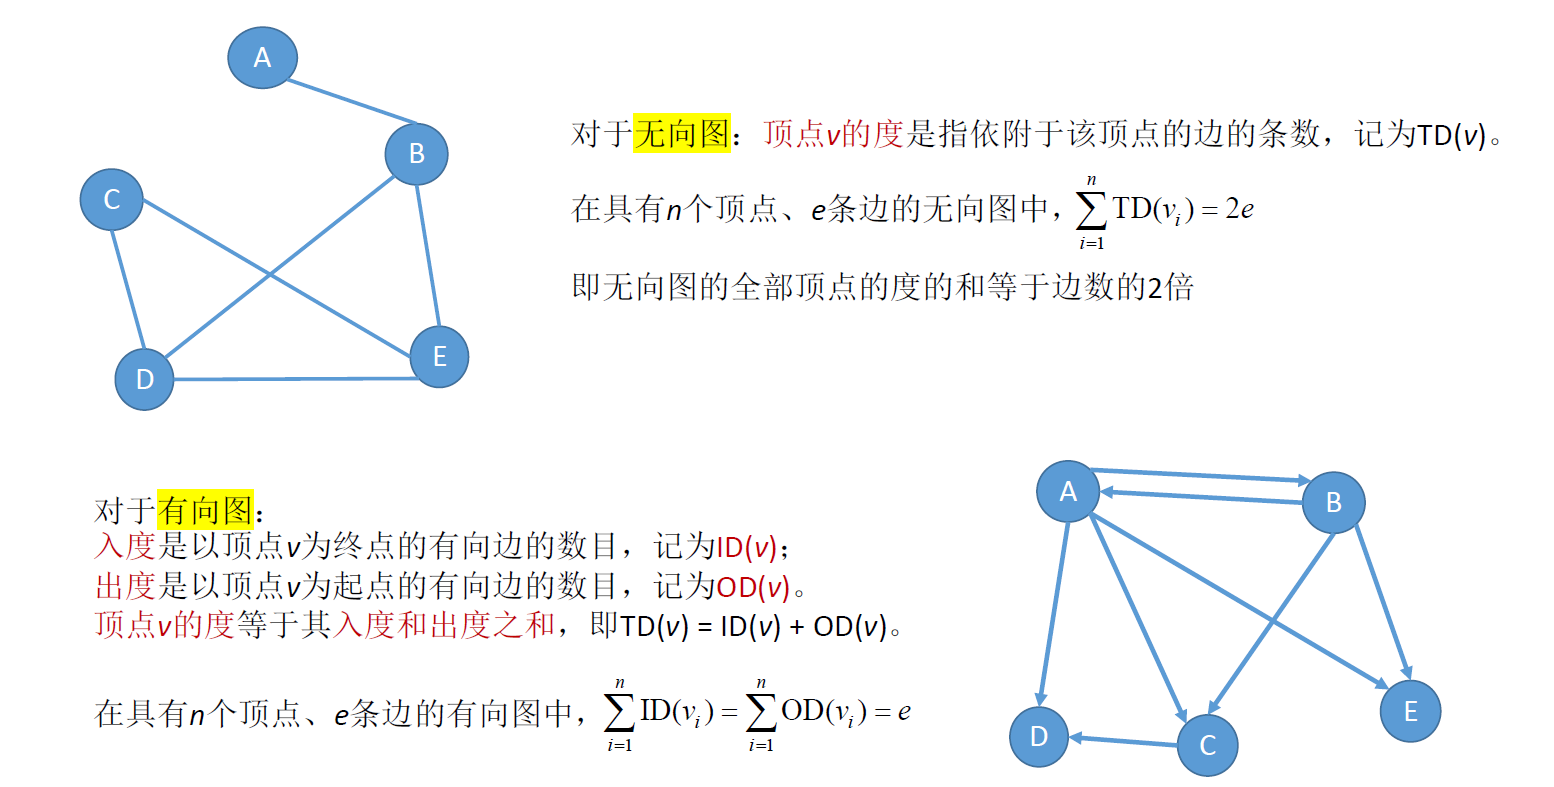 A
B
C
D
E
对于无向图：顶点v的度是指依附于该顶点的边的条数，记为TD(v)。
在具有n个顶点、e条边的无向图中，$\sum_{i=1}^{n} \mathrm{TD}(v_i) = 2e$
即无向图的全部顶点的度的和等于边数的2倍
对于有向图：
入度是以顶点v为终点的有向边的数目，记为ID(v)；
出度是以顶点v为起点的有向边的数目，记为OD(v)。
顶点v的度等于其入度和出度之和，即TD(v) = ID(v) + OD(v)。
在具有n个顶点、e条边的有向图中，$\sum_{i=1}^{n} \mathrm{ID}(v_i) = \sum_{i=1}^{n} \mathrm{OD}(v_i) = e$
A
B
E
D
C